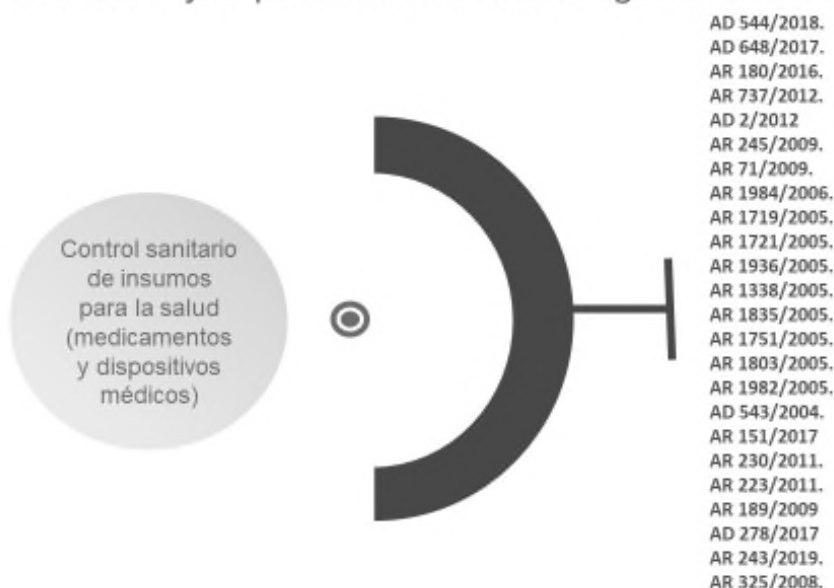 Control sanitario
de insumos
para la salud
(medicamentos
y dispositivos
médicos)
AD 544/2018.
AD 648/2017.
AR 180/2016.
AR 737/2012.
AD 2/2012
AR 245/2009.
AR 71/2009.
AR 1984/2006.
AR 1719/2005.
AR 1721/2005.
AR 1936/2005.
AR 1338/2005.
AR 1835/2005.
AR 1751/2005.
AR 1803/2005.
AR 1982/2005.
AD 543/2004.
AR 151/2017
AR 230/2011.
AR 223/2011.
AR 189/2009
AD 278/2017
AR 243/2019.
AR 325/2008.